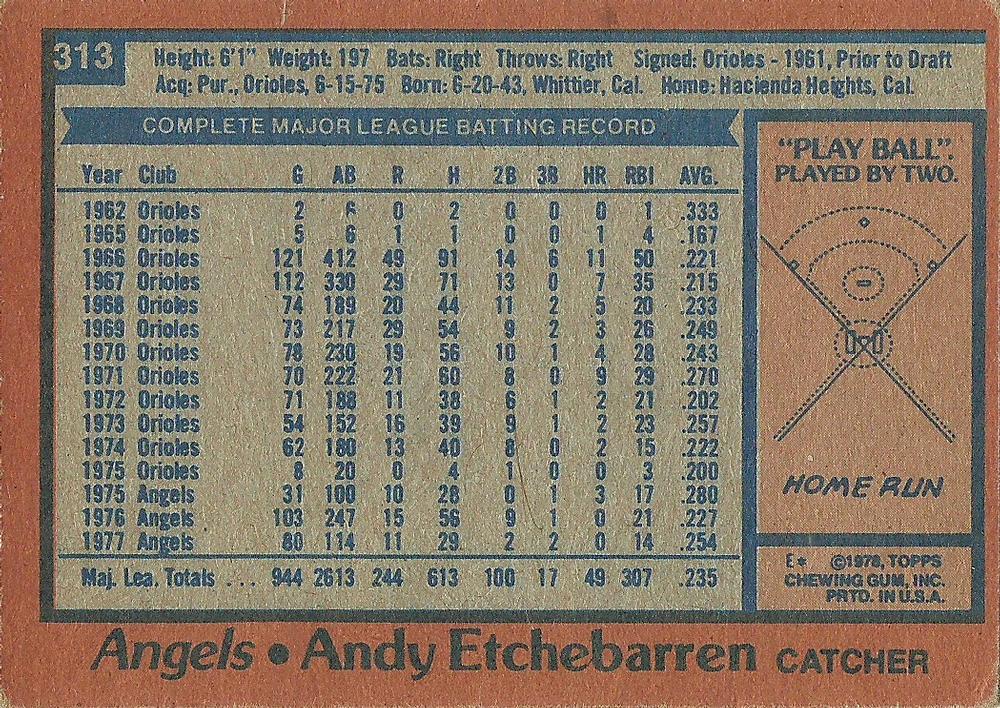 313
Height: 6'1" Weight: 197 Bats: Right Throws: Right Signed: Orioles - 1961, Prior to Draft
Acq: Pur., Orioles, 6-15-75 Born: 6-20-43, Whittier, Cal. Home: Hacienda Heights, Cal.
COMPLETE MAJOR LEAGUE BATTING RECORD
Year Club G AB R H 2B 3B HR RBI AVG.
1962 Orioles 2 6 0 2 0 0 0 1 .333
1965 Orioles 5 6 1 1 0 0 1 4 .167
1966 Orioles 121 412 49 91 14 6 11 50 .221
1967 Orioles 112 330 29 71 13 0 7 35 .215
1968 Orioles 74 189 20 44 11 2 5 20 .233
1969 Orioles 73 217 29 54 9 2 3 26 .249
1970 Orioles 78 230 19 56 10 1 4 28 .243
1971 Orioles 70 222 21 60 8 0 9 29 .270
1972 Orioles 71 188 11 38 6 1 2 21 .202
1973 Orioles 54 152 16 39 9 1 2 23 .257
1974 Orioles 62 180 13 40 8 0 2 15 .222
1975 Orioles 8 20 0 4 1 0 0 3 .200
1975 Angels 31 100 10 28 0 1 3 17 .280
1976 Angels 103 247 15 56 9 1 0 21 .227
1977 Angels 80 114 11 29 2 2 0 14 .254
Maj. Lea. Totals ... 944 2613 244 613 100 17 49 307 .235
"PLAY BALL".
PLAYED BY TWO.
HOME RUN
E* ©1978, TOPPS
CHEWING GUM, INC.
PRTD. IN U.S.A.
Angels • Andy Etchebarren CATCHER